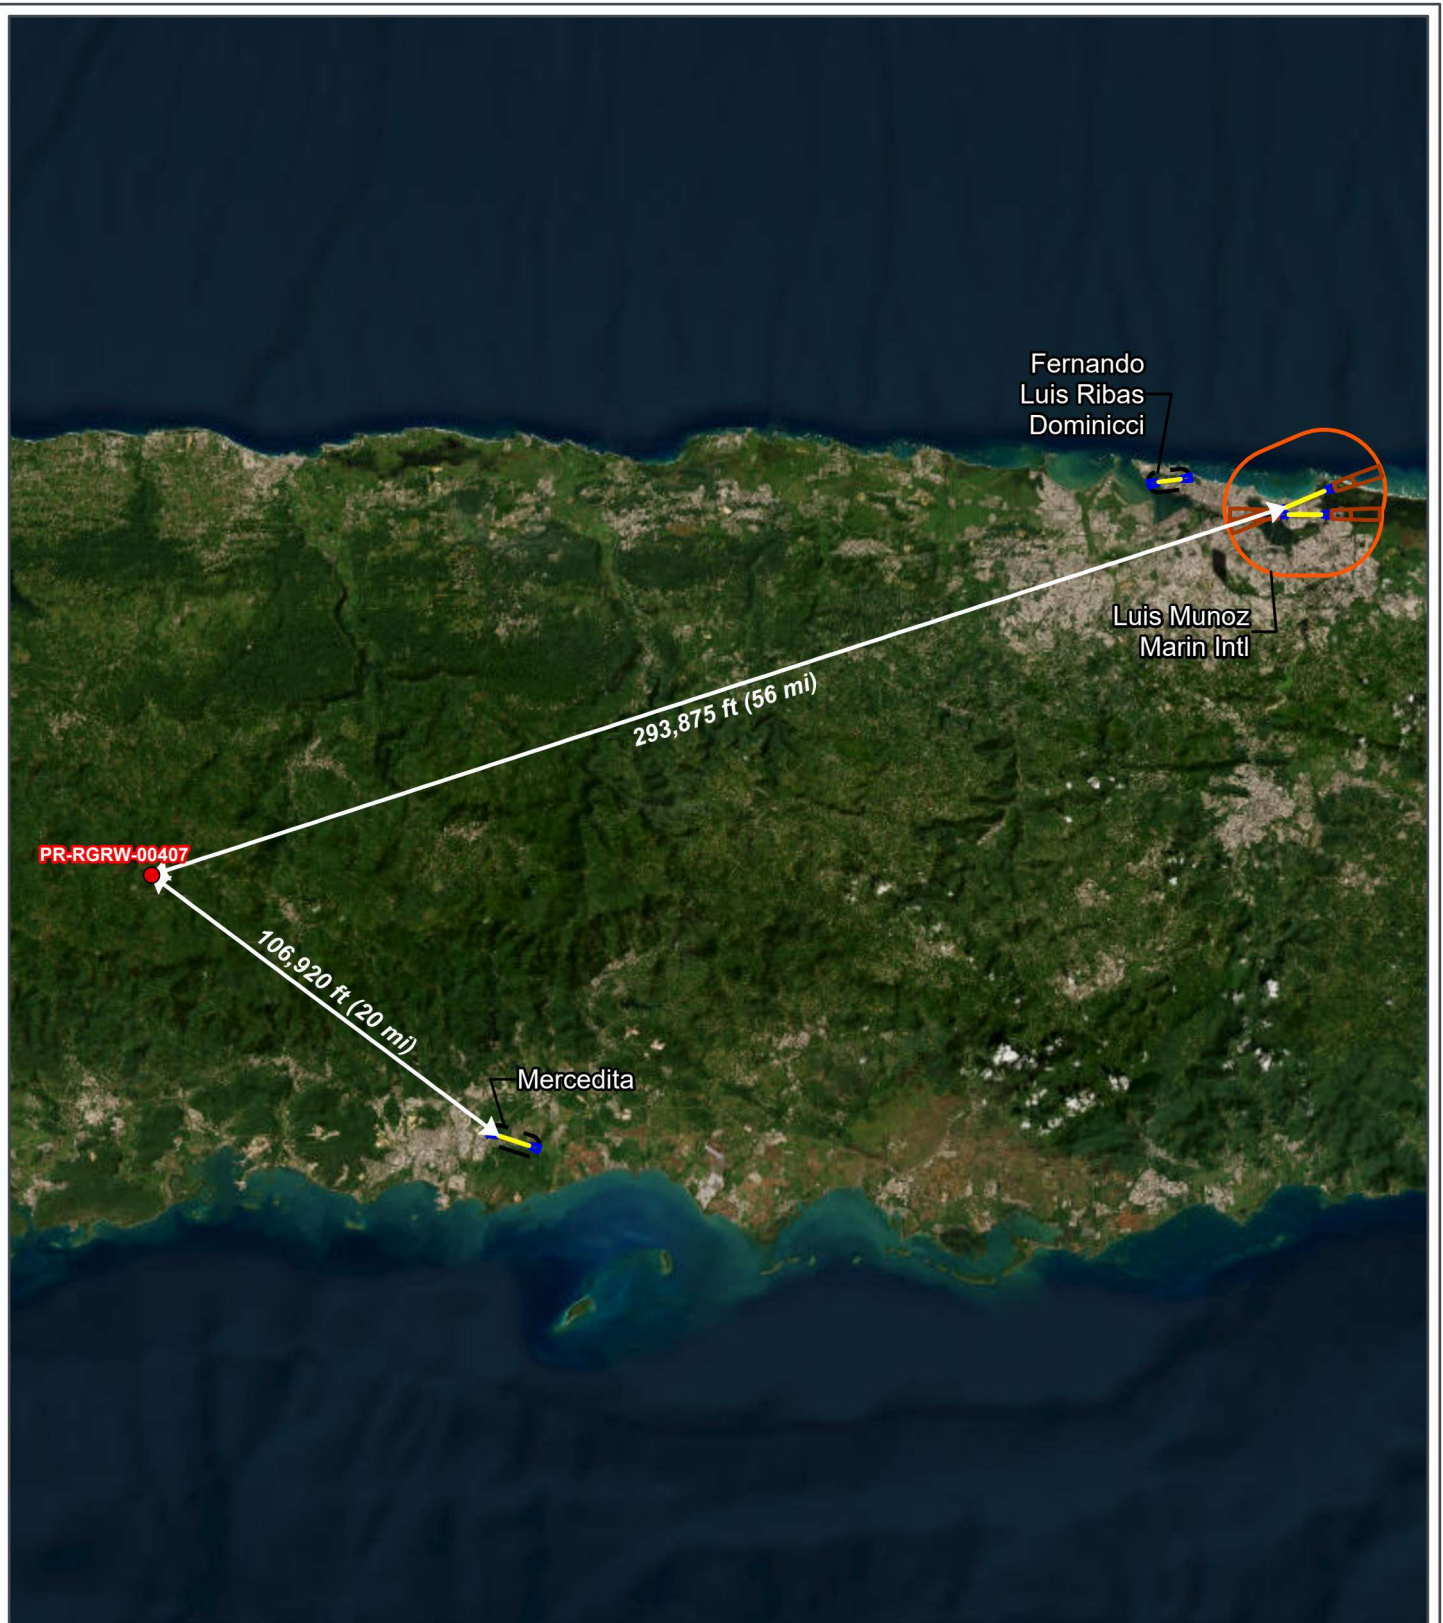 Fernando
Luis Ribas
Dominicci
Luis Munoz
Marin Intl
293,875 ft (56 mi)
PR-RGRW-00407
106,920 ft (20 mi)
Mercedita